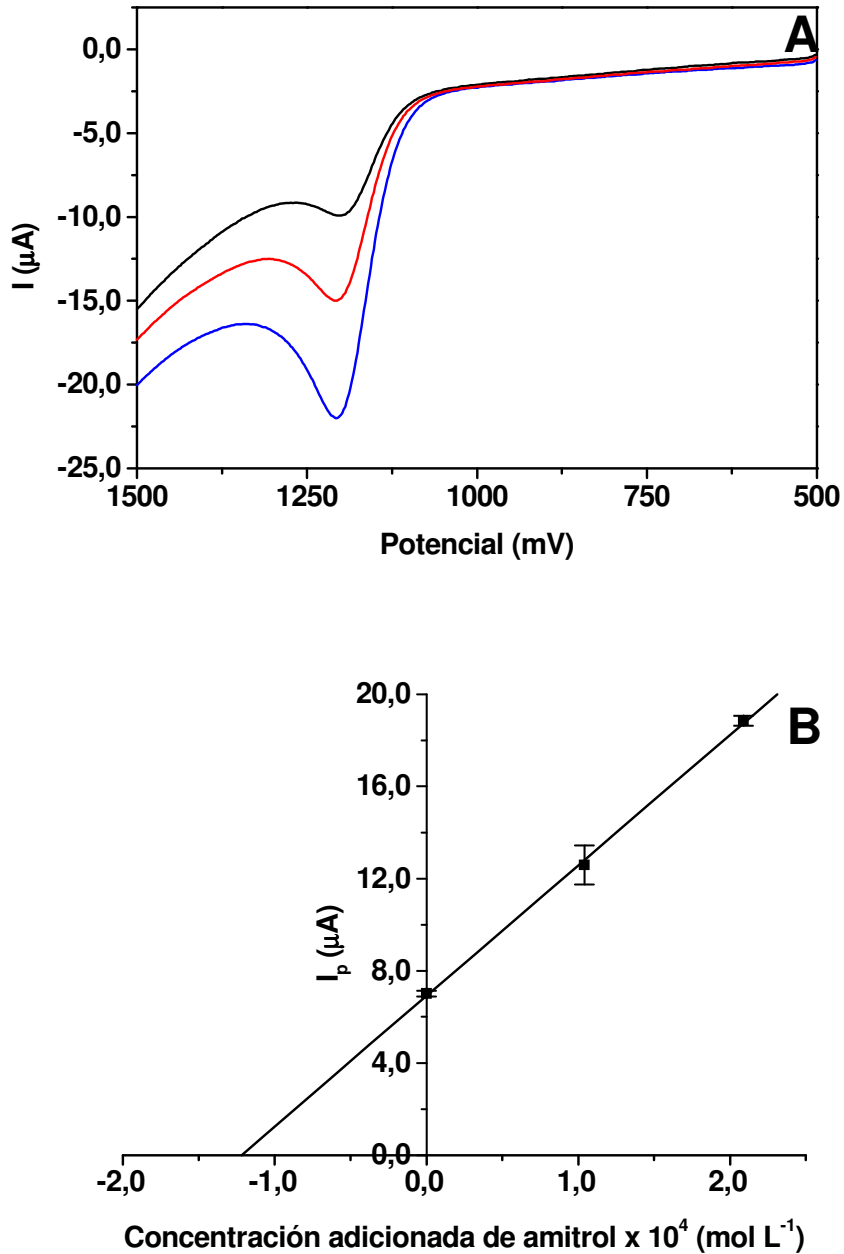 A
0,0
-5,0
-10,0
-15,0
-20,0
-25,0
I (µA)
1500 1250 1000 750 500
Potencial (mV)
B
20,0
16,0
12,0
8,0
4,0
0,0
I_p (µA)
-2,0 -1,0 0,0 1,0 2,0
Concentración adicionada de amitrol x 10⁴ (mol L⁻¹)